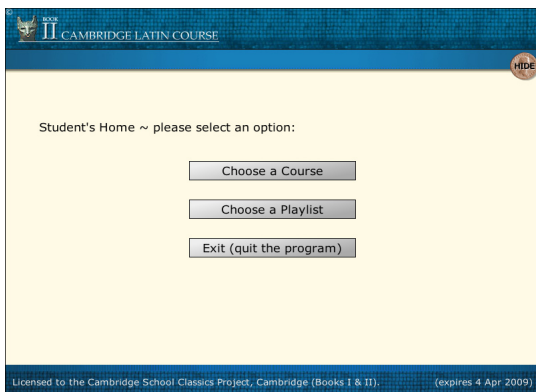 ©
BOOK
II CAMBRIDGE LATIN COURSE
HIDE
Student's Home ~ please select an option:
Choose a Course
Choose a Playlist
Exit (quit the program)
Licensed to the Cambridge School Classics Project, Cambridge (Books I & II). (expires 4 Apr 2009)